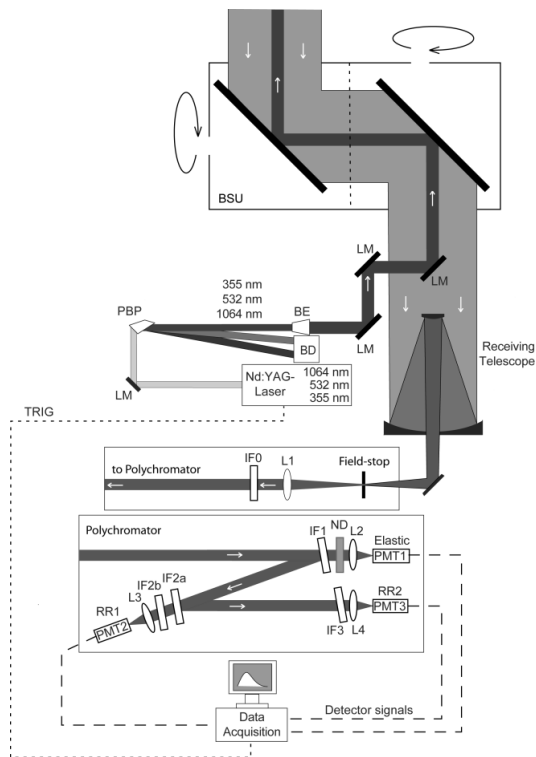 BSU
LM
LM
355 nm
532 nm
1064 nm
PBP
BE
BD
LM
Receiving
Telescope
Nd:YAG-
Laser
1064 nm
532 nm
355 nm
LM
TRIG
to Polychromator
IF0
L1
Field-stop
Polychromator
IF1
ND
L2
Elastic
PMT1
IF2a
IF2b
L3
RR1
PMT2
RR2
PMT3
IF3
L4
Data
Acquisition
Detector signals